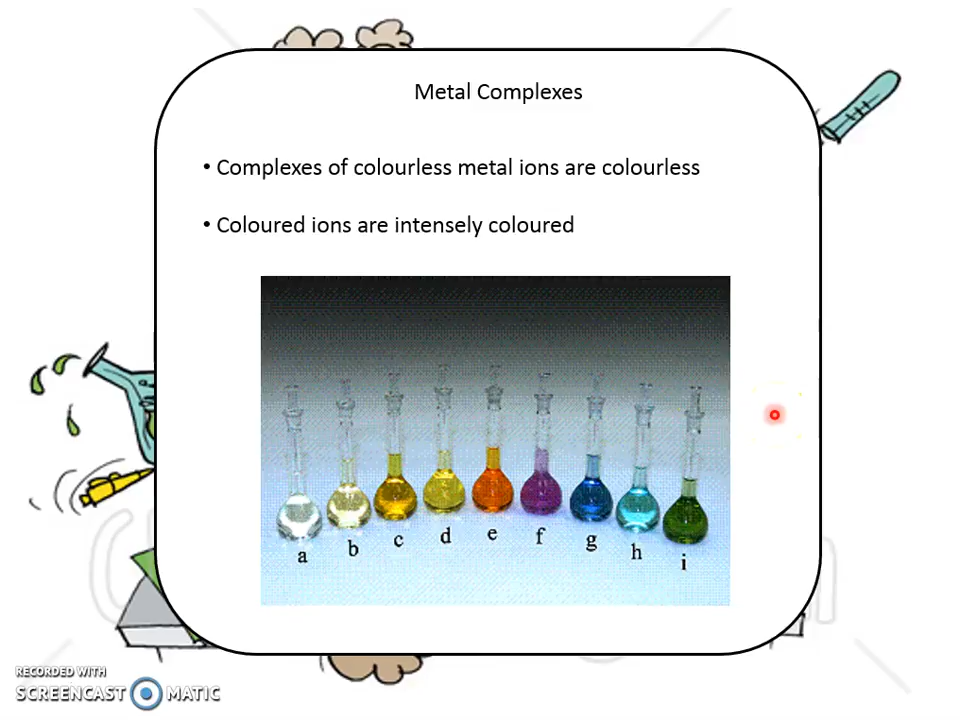 Metal Complexes
• Complexes of colourless metal ions are colourless
• Coloured ions are intensely coloured
a b c d e f g h i
RECORDED WITH
SCREENCAST MATIC